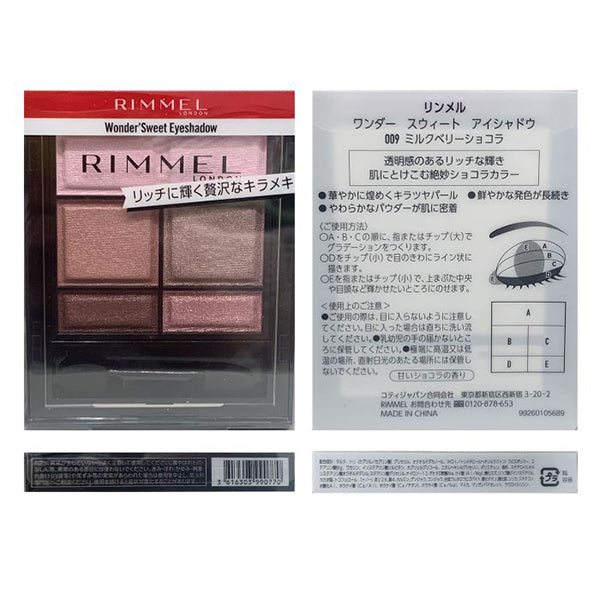 RIMMEL
LONDON
Wonder'Sweet Eyeshadow
RIMMEL
LONDON
リッチに輝く贅沢なキラメキ
リンメル
ワンダー スウィート アイシャドウ
009 ミルクベリーショコラ
透明感のあるリッチな輝き
肌にとけこむ絶妙ショコラカラー
●華やかに煌めくキラツヤパール ●鮮やかな発色が長続き
●やわらかなパウダーが肌に密着
<ご使用方法>
○A・B・Cの順に、指またはチップ(大)で
グラデーションをつくります。
○Dをチップ(小)で目のきわにライン状に
描きます。
○Eを指またはチップ(小)で、上まぶた中央
や目頭など輝かせたいところにのせます。
A
B
C
D
E
<使用上のご注意>
●ご使用の際は、目に入らないように注意し
てください。目に入った場合は直ちに洗い流
してください。●乳幼児の手の届かないとこ
ろに保管してください。●極端に高温又は低
温の場所、直射日光のあたる場所には保管し
ないでください。
A
B C
D E
甘いショコラの香り
コティジャパン合同会社 東京都新宿区西新宿 3-20-2
RIMMEL お問合わせ先 0120-878-653
MADE IN CHINA 99260105689
3 616303 990770
プラ